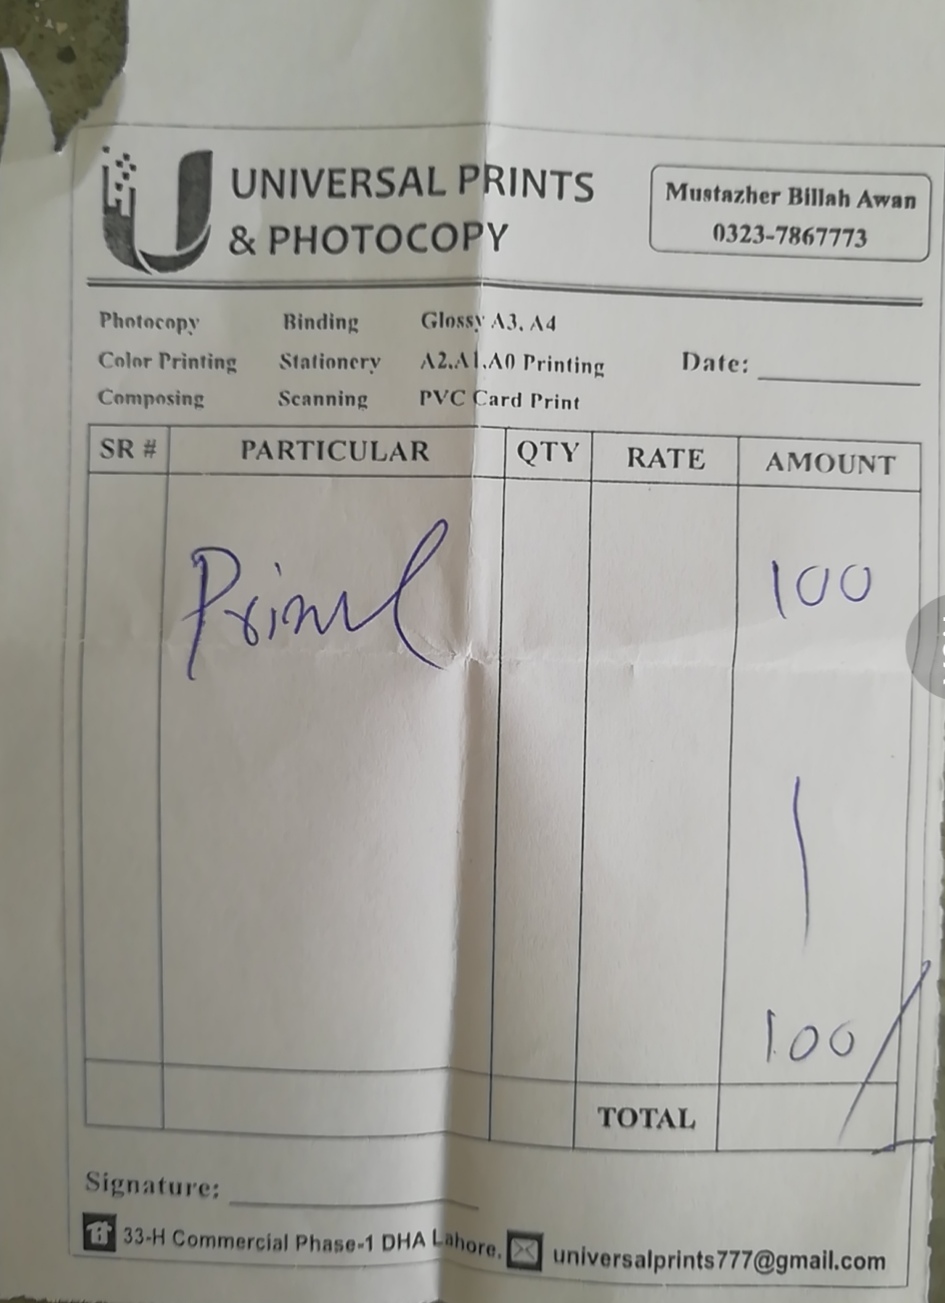 UNIVERSAL PRINTS
& PHOTOCOPY
Mustazher Billah Awan
0323-7867773
Photocopy Binding Glossy A3, A4
Color Printing Stationery A2,A1,A0 Printing
Date:
Composing Scanning PVC Card Print
SR # PARTICULAR QTY RATE AMOUNT
Print 100
100/
TOTAL
Signature:
33-H Commercial Phase-1 DHA Lahore, universalprints777@gmail.com